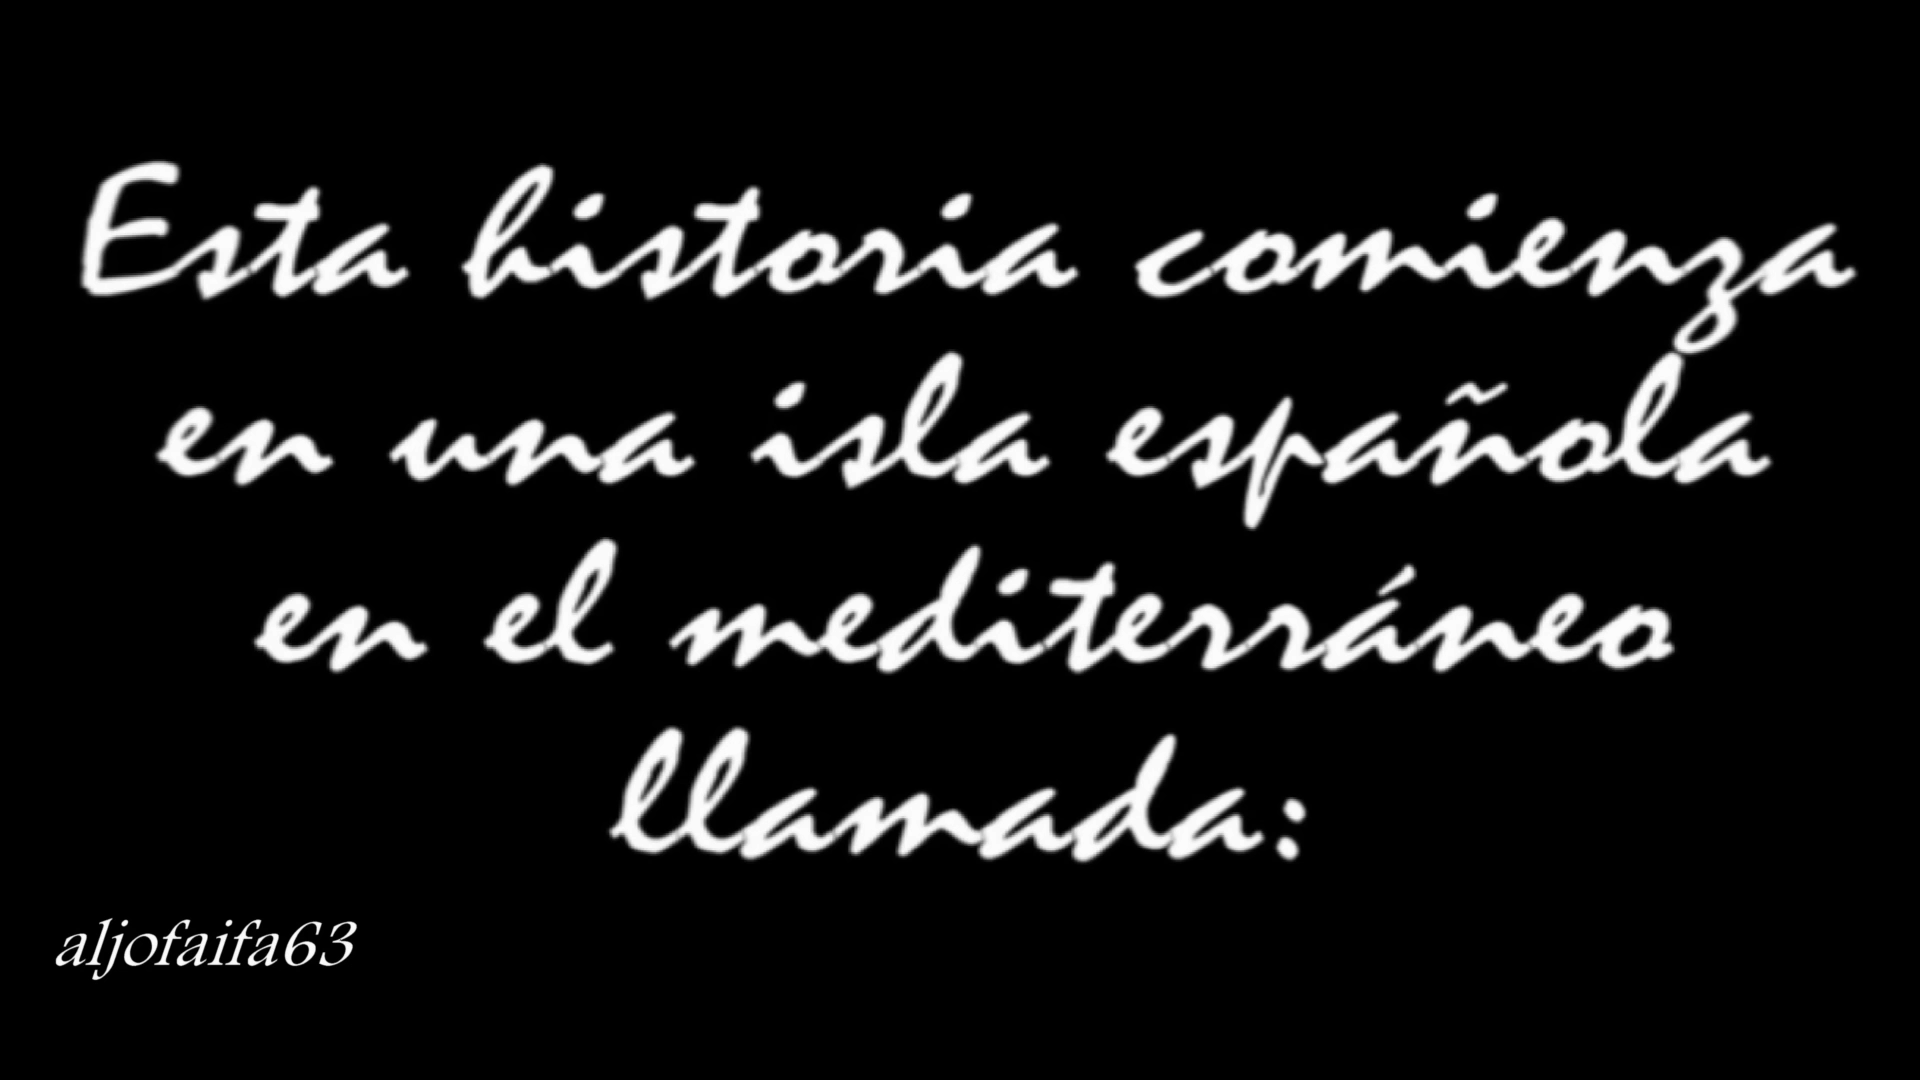 Esta historia comienza
en una isla española
en el mediterráneo
llamada:
aljofaifa63